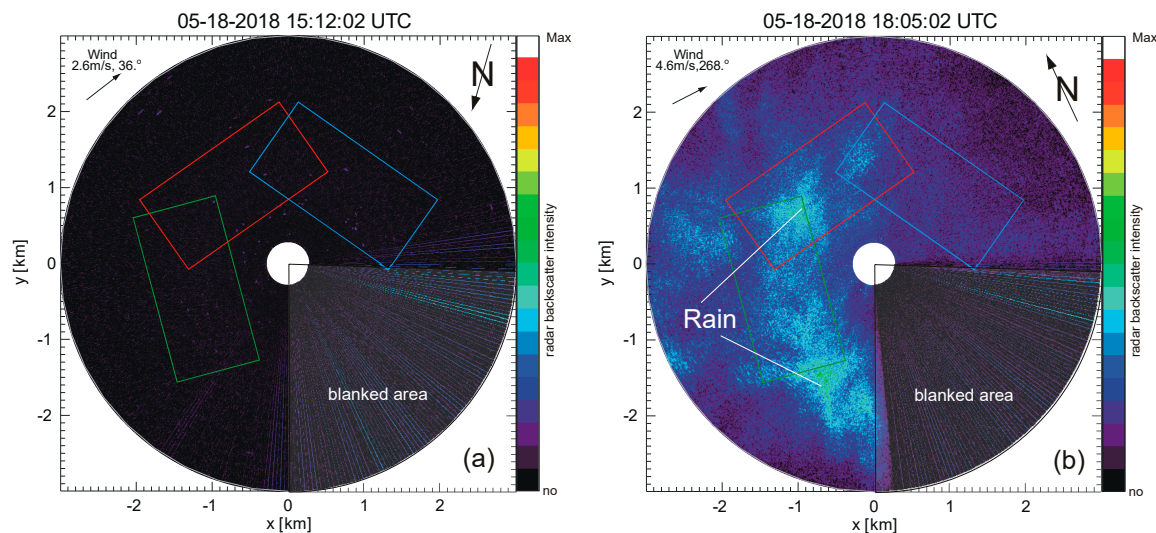 05-18-2018 15:12:02 UTC
Wind
2.6m/s, 36.°
N
Max
radar backscatter intensity
no
2
1
0
-1
-2
y [km]
-2
-1
0
1
2
x [km]
blanked area
(a)
05-18-2018 18:05:02 UTC
Wind
4.6m/s,268.°
N
Max
radar backscatter intensity
no
2
1
0
-1
-2
y [km]
-2
-1
0
1
2
x [km]
Rain
blanked area
(b)